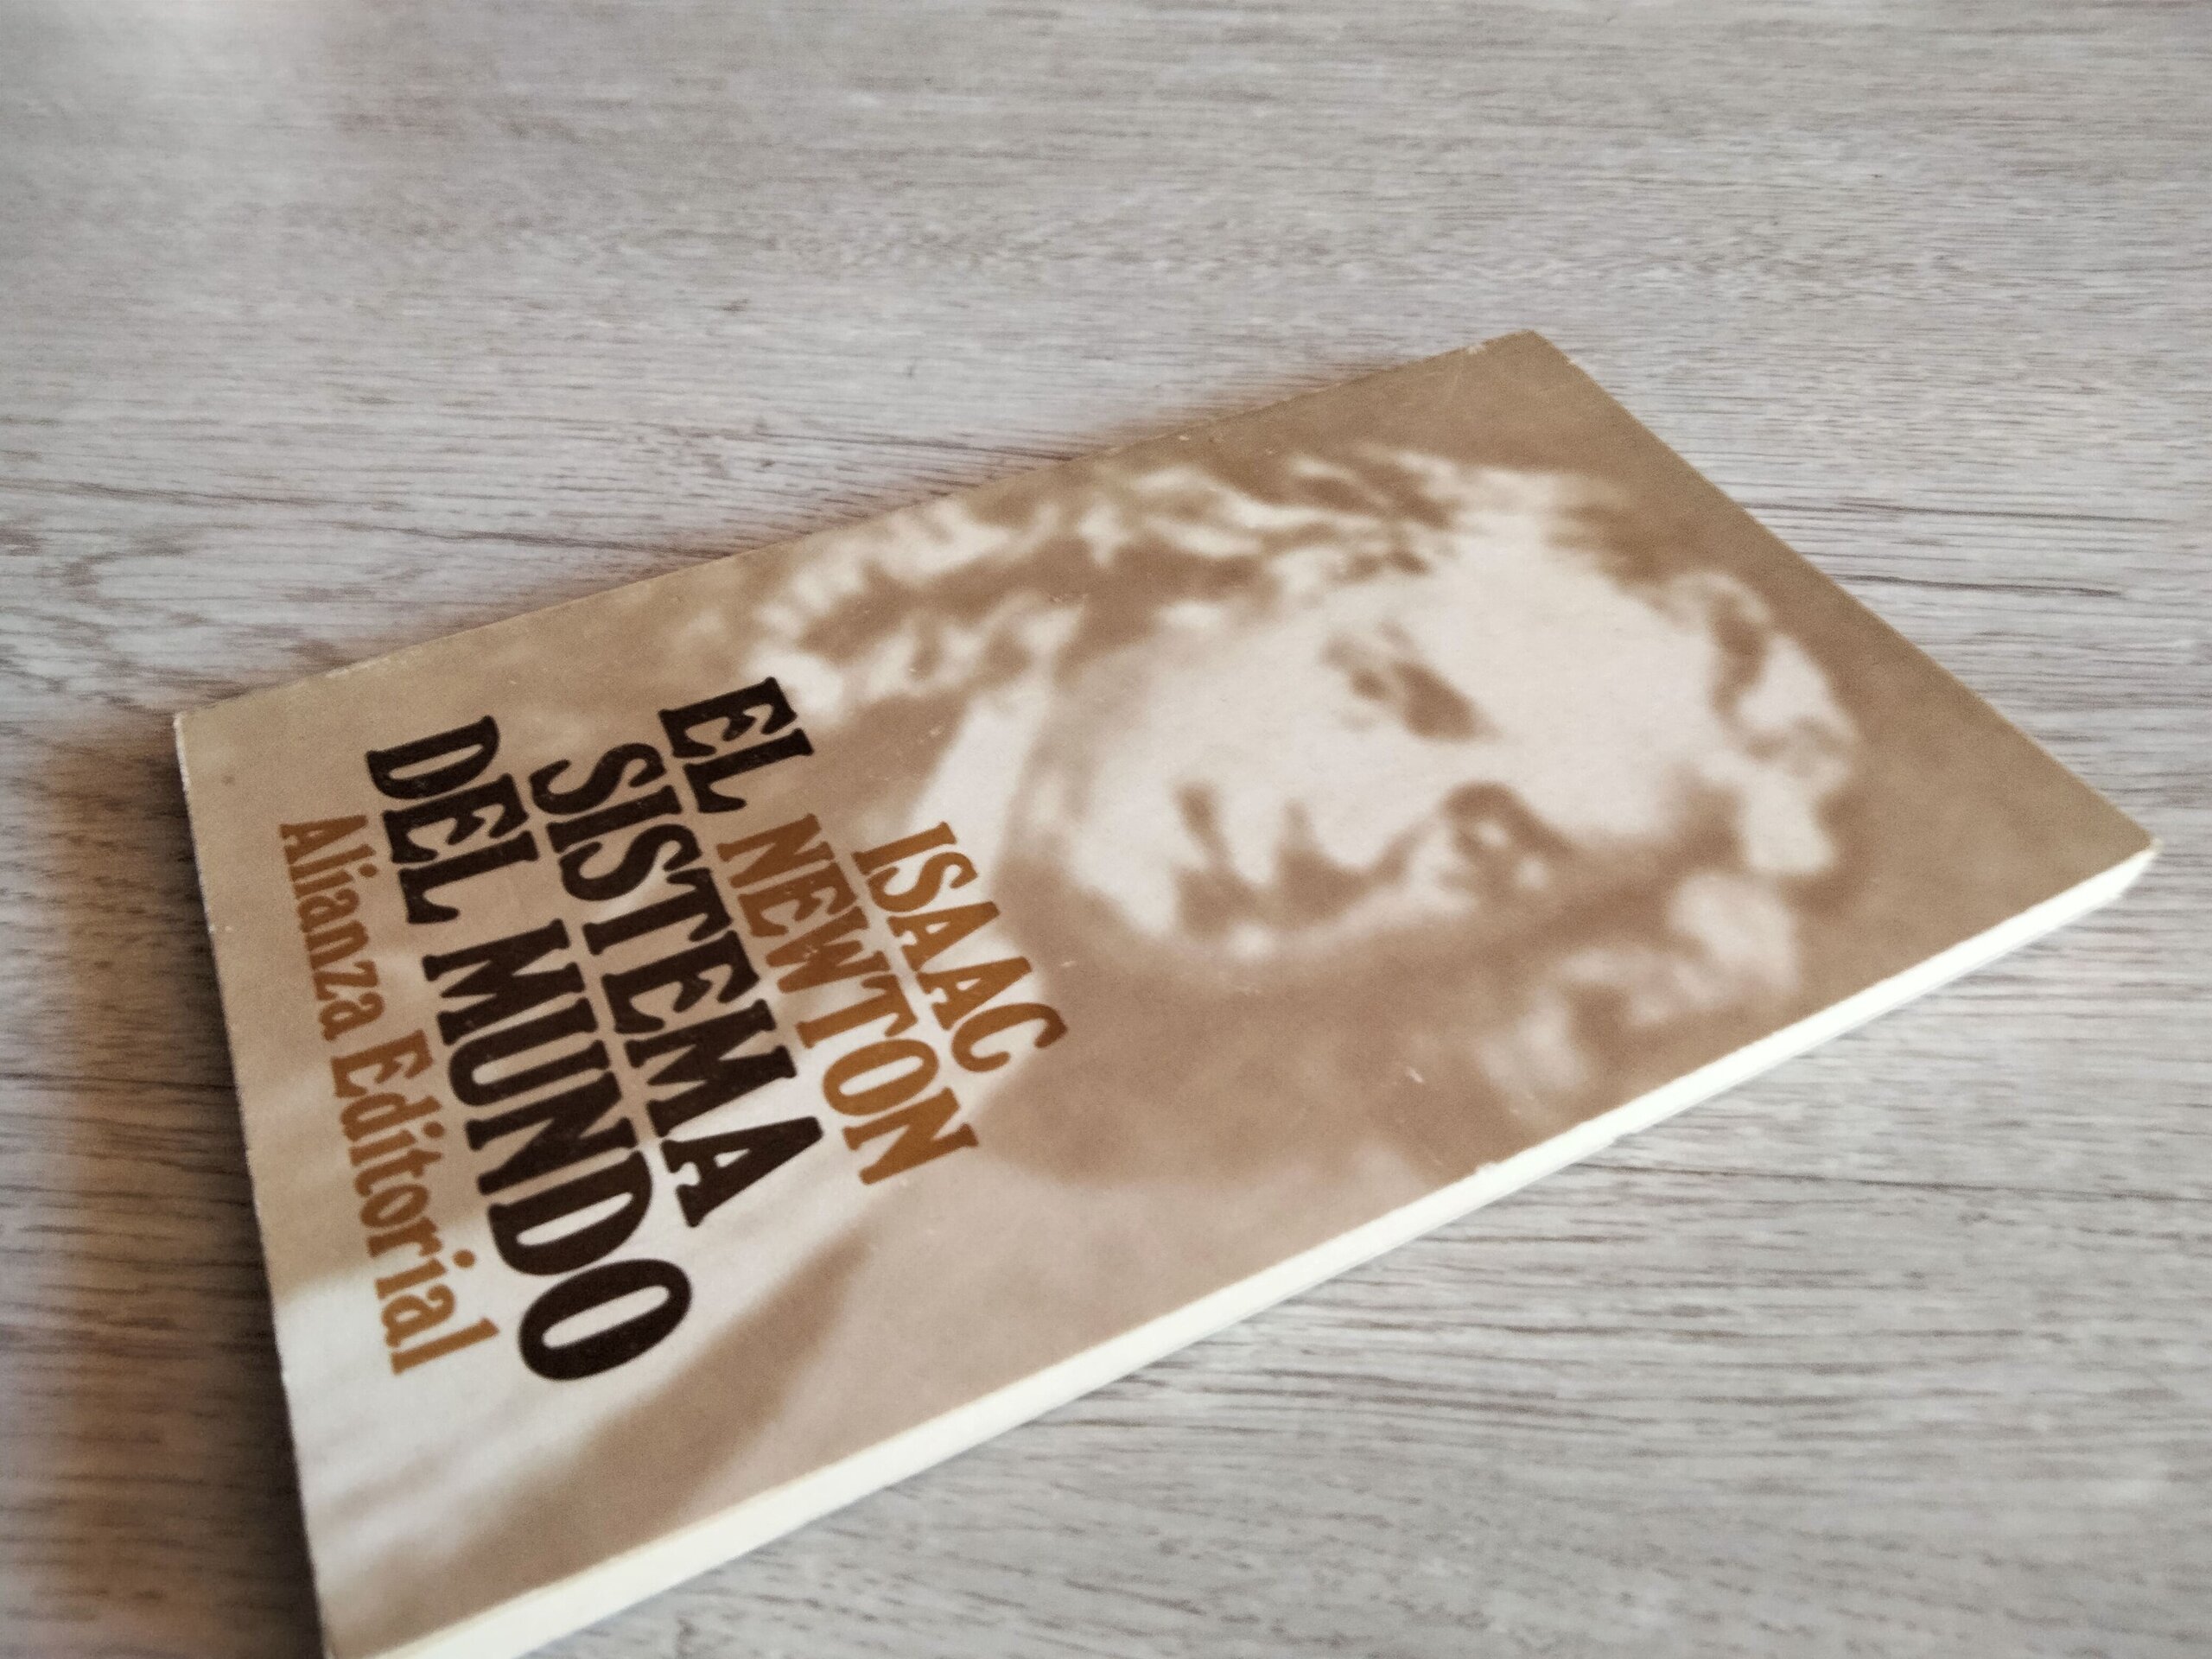 ISAAC
NEWTON
EL
SISTEMA
DEL MUNDO
Alianza Editorial